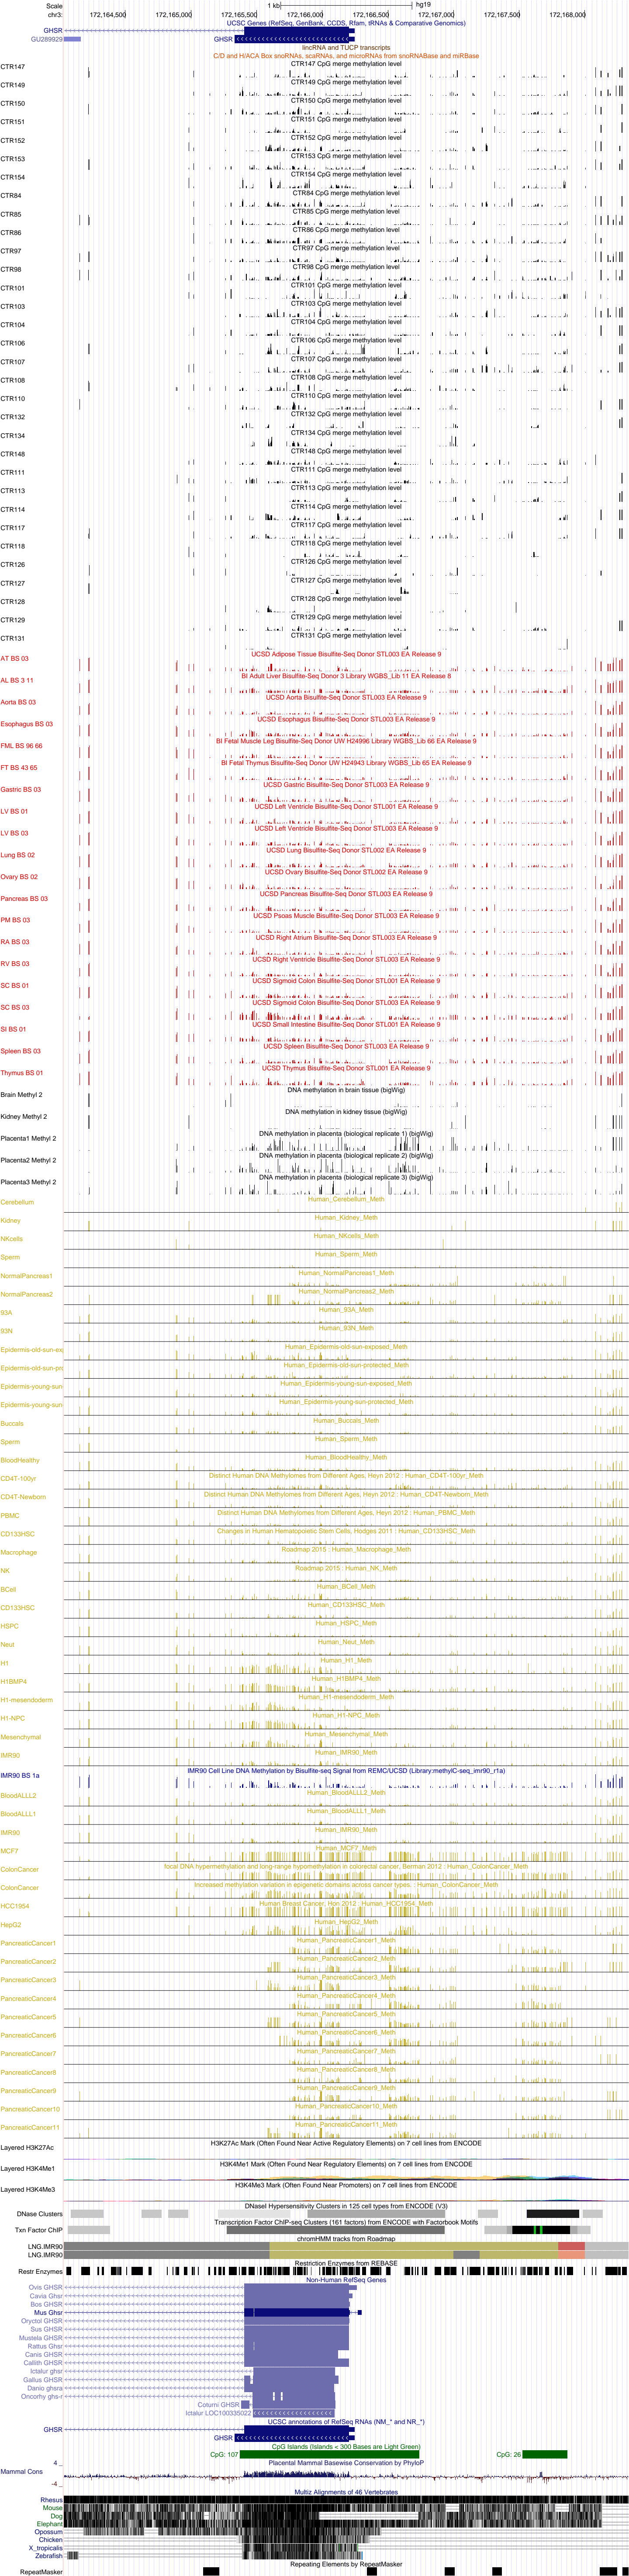 Scale 1 kb hg19
chr3: 172,164,500 172,165,000 172,165,500 172,166,000 172,166,500 172,167,000 172,167,500 172,168,000
UCSC Genes (RefSeq, GenBank, CCDS, Rfam, tRNAs & Comparative Genomics)
GHSR
GU289929 GHSR
lincRNA and TUCP transcripts
C/D and H/ACA Box snoRNAs, scaRNAs, and microRNAs from snoRNABase and miRBase
CTR147 CTR147 CpG merge methylation level
CTR149 CTR149 CpG merge methylation level
CTR150 CTR150 CpG merge methylation level
CTR151 CTR151 CpG merge methylation level
CTR152 CTR152 CpG merge methylation level
CTR153 CTR153 CpG merge methylation level
CTR154 CTR154 CpG merge methylation level
CTR84 CTR84 CpG merge methylation level
CTR85 CTR85 CpG merge methylation level
CTR86 CTR86 CpG merge methylation level
CTR97 CTR97 CpG merge methylation level
CTR98 CTR98 CpG merge methylation level
CTR101 CTR101 CpG merge methylation level
CTR103 CTR103 CpG merge methylation level
CTR104 CTR104 CpG merge methylation level
CTR106 CTR106 CpG merge methylation level
CTR107 CTR107 CpG merge methylation level
CTR108 CTR108 CpG merge methylation level
CTR110 CTR110 CpG merge methylation level
CTR132 CTR132 CpG merge methylation level
CTR134 CTR134 CpG merge methylation level
CTR148 CTR148 CpG merge methylation level
CTR111 CTR111 CpG merge methylation level
CTR113 CTR113 CpG merge methylation level
CTR114 CTR114 CpG merge methylation level
CTR117 CTR117 CpG merge methylation level
CTR118 CTR118 CpG merge methylation level
CTR126 CTR126 CpG merge methylation level
CTR127 CTR127 CpG merge methylation level
CTR128 CTR128 CpG merge methylation level
CTR129 CTR129 CpG merge methylation level
CTR131 CTR131 CpG merge methylation level
AT BS 03 UCSD Adipose Tissue Bisulfite-Seq Donor STL003 EA Release 9
AL BS 3 11 BI Adult Liver Bisulfite-Seq Donor 3 Library WGBS_Lib 11 EA Release 8
Aorta BS 03 UCSD Aorta Bisulfite-Seq Donor STL003 EA Release 9
Esophagus BS 03 UCSD Esophagus Bisulfite-Seq Donor STL003 EA Release 9
FML BS 96 66 BI Fetal Muscle Leg Bisulfite-Seq Donor UW H24996 Library WGBS_Lib 66 EA Release 9
FT BS 43 65 BI Fetal Thymus Bisulfite-Seq Donor UW H24943 Library WGBS_Lib 65 EA Release 9
Gastric BS 03 UCSD Gastric Bisulfite-Seq Donor STL003 EA Release 9
LV BS 01 UCSD Left Ventricle Bisulfite-Seq Donor STL001 EA Release 9
LV BS 03 UCSD Left Ventricle Bisulfite-Seq Donor STL003 EA Release 9
Lung BS 02 UCSD Lung Bisulfite-Seq Donor STL002 EA Release 9
Ovary BS 02 UCSD Ovary Bisulfite-Seq Donor STL002 EA Release 9
Pancreas BS 03 UCSD Pancreas Bisulfite-Seq Donor STL003 EA Release 9
PM BS 03 UCSD Psoas Muscle Bisulfite-Seq Donor STL003 EA Release 9
RA BS 03 UCSD Right Atrium Bisulfite-Seq Donor STL003 EA Release 9
RV BS 03 UCSD Right Ventricle Bisulfite-Seq Donor STL003 EA Release 9
SC BS 01 UCSD Sigmoid Colon Bisulfite-Seq Donor STL001 EA Release 9
SC BS 03 UCSD Sigmoid Colon Bisulfite-Seq Donor STL003 EA Release 9
SI BS 01 UCSD Small Intestine Bisulfite-Seq Donor STL001 EA Release 9
Spleen BS 03 UCSD Spleen Bisulfite-Seq Donor STL003 EA Release 9
Thymus BS 01 UCSD Thymus Bisulfite-Seq Donor STL001 EA Release 9
Brain Methyl 2 DNA methylation in brain tissue (bigWig)
Kidney Methyl 2 DNA methylation in kidney tissue (bigWig)
Placenta1 Methyl 2 DNA methylation in placenta (biological replicate 1) (bigWig)
Placenta2 Methyl 2 DNA methylation in placenta (biological replicate 2) (bigWig)
Placenta3 Methyl 2 DNA methylation in placenta (biological replicate 3) (bigWig)
Cerebellum Human_Cerebellum_Meth
Kidney Human_Kidney_Meth
NKcells Human_NKcells_Meth
Sperm Human_Sperm_Meth
NormalPancreas1 Human_NormalPancreas1_Meth
NormalPancreas2 Human_NormalPancreas2_Meth
93A Human_93A_Meth
93N Human_93N_Meth
Epidermis-old-sun-ex Human_Epidermis-old-sun-exposed_Meth
Epidermis-old-sun-pro Human_Epidermis-old-sun-protected_Meth
Epidermis-young-sun Human_Epidermis-young-sun-exposed_Meth
Epidermis-young-sun Human_Epidermis-young-sun-protected_Meth
Buccals Human_Buccals_Meth
Sperm Human_Sperm_Meth
BloodHealthy Human_BloodHealthy_Meth
CD4T-100yr Distinct Human DNA Methylomes from Different Ages, Heyn 2012 : Human_CD4T-100yr_Meth
CD4T-Newborn Distinct Human DNA Methylomes from Different Ages, Heyn 2012 : Human_CD4T-Newborn_Meth
PBMC Distinct Human DNA Methylomes from Different Ages, Heyn 2012 : Human_PBMC_Meth
CD133HSC Changes in Human Hematopoietic Stem Cells, Hodges 2011 : Human_CD133HSC_Meth
Macrophage Roadmap 2015 : Human_Macrophage_Meth
NK Roadmap 2015 : Human_NK_Meth
BCell Human_BCell_Meth
CD133HSC Human_CD133HSC_Meth
HSPC Human_HSPC_Meth
Neut Human_Neut_Meth
H1 Human_H1_Meth
H1BMP4 Human_H1BMP4_Meth
H1-mesendoderm Human_H1-mesendoderm_Meth
H1-NPC Human_H1-NPC_Meth
Mesenchymal Human_Mesenchymal_Meth
IMR90 Human_IMR90_Meth
IMR90 BS 1a IMR90 Cell Line DNA Methylation by Bisulfite-seq Signal from REMC/UCSD (Library:methylC-seq_imr90_r1a)
BloodALLL2 Human_BloodALLL2_Meth
BloodALLL1 Human_BloodALLL1_Meth
IMR90 Human_IMR90_Meth
MCF7 Human_MCF7_Meth
ColonCancer focal DNA hypermethylation and long-range hypomethylation in colorectal cancer, Berman 2012 : Human_ColonCancer_Meth
ColonCancer Increased methylation variation in epigenetic domains across cancer types. : Human_ColonCancer_Meth
HCC1954 Human Breast Cancer, Hon 2012 : Human_HCC1954_Meth
HepG2 Human_HepG2_Meth
PancreaticCancer1 Human_PancreaticCancer1_Meth
PancreaticCancer2 Human_PancreaticCancer2_Meth
PancreaticCancer3 Human_PancreaticCancer3_Meth
PancreaticCancer4 Human_PancreaticCancer4_Meth
PancreaticCancer5 Human_PancreaticCancer5_Meth
PancreaticCancer6 Human_PancreaticCancer6_Meth
PancreaticCancer7 Human_PancreaticCancer7_Meth
PancreaticCancer8 Human_PancreaticCancer8_Meth
PancreaticCancer9 Human_PancreaticCancer9_Meth
PancreaticCancer10 Human_PancreaticCancer10_Meth
PancreaticCancer11 Human_PancreaticCancer11_Meth
Layered H3K27Ac H3K27Ac Mark (Often Found Near Active Regulatory Elements) on 7 cell lines from ENCODE
Layered H3K4Me1 H3K4Me1 Mark (Often Found Near Regulatory Elements) on 7 cell lines from ENCODE
Layered H3K4Me3 H3K4Me3 Mark (Often Found Near Promoters) on 7 cell lines from ENCODE
DNaseI Hypersensitivity Clusters in 125 cell types from ENCODE (V3)
DNase Clusters
Transcription Factor ChIP-seq Clusters (161 factors) from ENCODE with Factorbook Motifs
Txn Factor ChIP
chromHMM tracks from Roadmap
LNG.IMR90
LNG.IMR90
Restriction Enzymes from REBASE
Restr Enzymes
Non-Human RefSeq Genes
Ovis GHSR
Cavia Ghsr
Bos GHSR
Mus Ghsr
Oryctol GHSR
Sus GHSR
Mustela GHSR
Rattus Ghsr
Canis GHSR
Callith GHSR
Ictalur ghsr
Gallus GHSR
Danio ghsra
Oncorhy ghs-r
Coturni GHSR
Ictalur LOC100335022
UCSC annotations of RefSeq RNAs (NM_* and NR_*)
GHSR
GHSR
CpG Islands (Islands < 300 Bases are Light Green)
CpG: 107 CpG: 26
Placental Mammal Basewise Conservation by PhyloP
4 _
Mammal Cons
-4 _
Multiz Alignments of 46 Vertebrates
Rhesus
Mouse
Dog
Elephant
Opossum
Chicken
X_tropicalis
Zebrafish
Repeating Elements by RepeatMasker
RepeatMasker